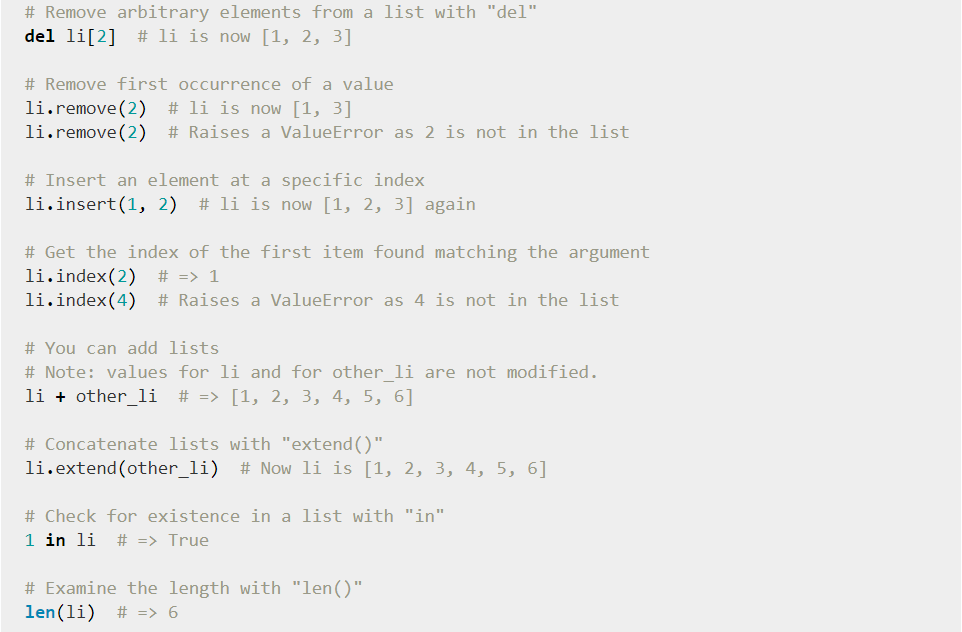 # Remove arbitrary elements from a list with "del"
del li[2]  # li is now [1, 2, 3]
# Remove first occurrence of a value
li.remove(2)  # li is now [1, 3]
li.remove(2)  # Raises a ValueError as 2 is not in the list
# Insert an element at a specific index
li.insert(1, 2)  # li is now [1, 2, 3] again
# Get the index of the first item found matching the argument
li.index(2)  # => 1
li.index(4)  # Raises a ValueError as 4 is not in the list
# You can add lists
# Note: values for li and for other_li are not modified.
li + other_li  # => [1, 2, 3, 4, 5, 6]
# Concatenate lists with "extend()"
li.extend(other_li)  # Now li is [1, 2, 3, 4, 5, 6]
# Check for existence in a list with "in"
1 in li  # => True
# Examine the length with "len()"
len(li)  # => 6